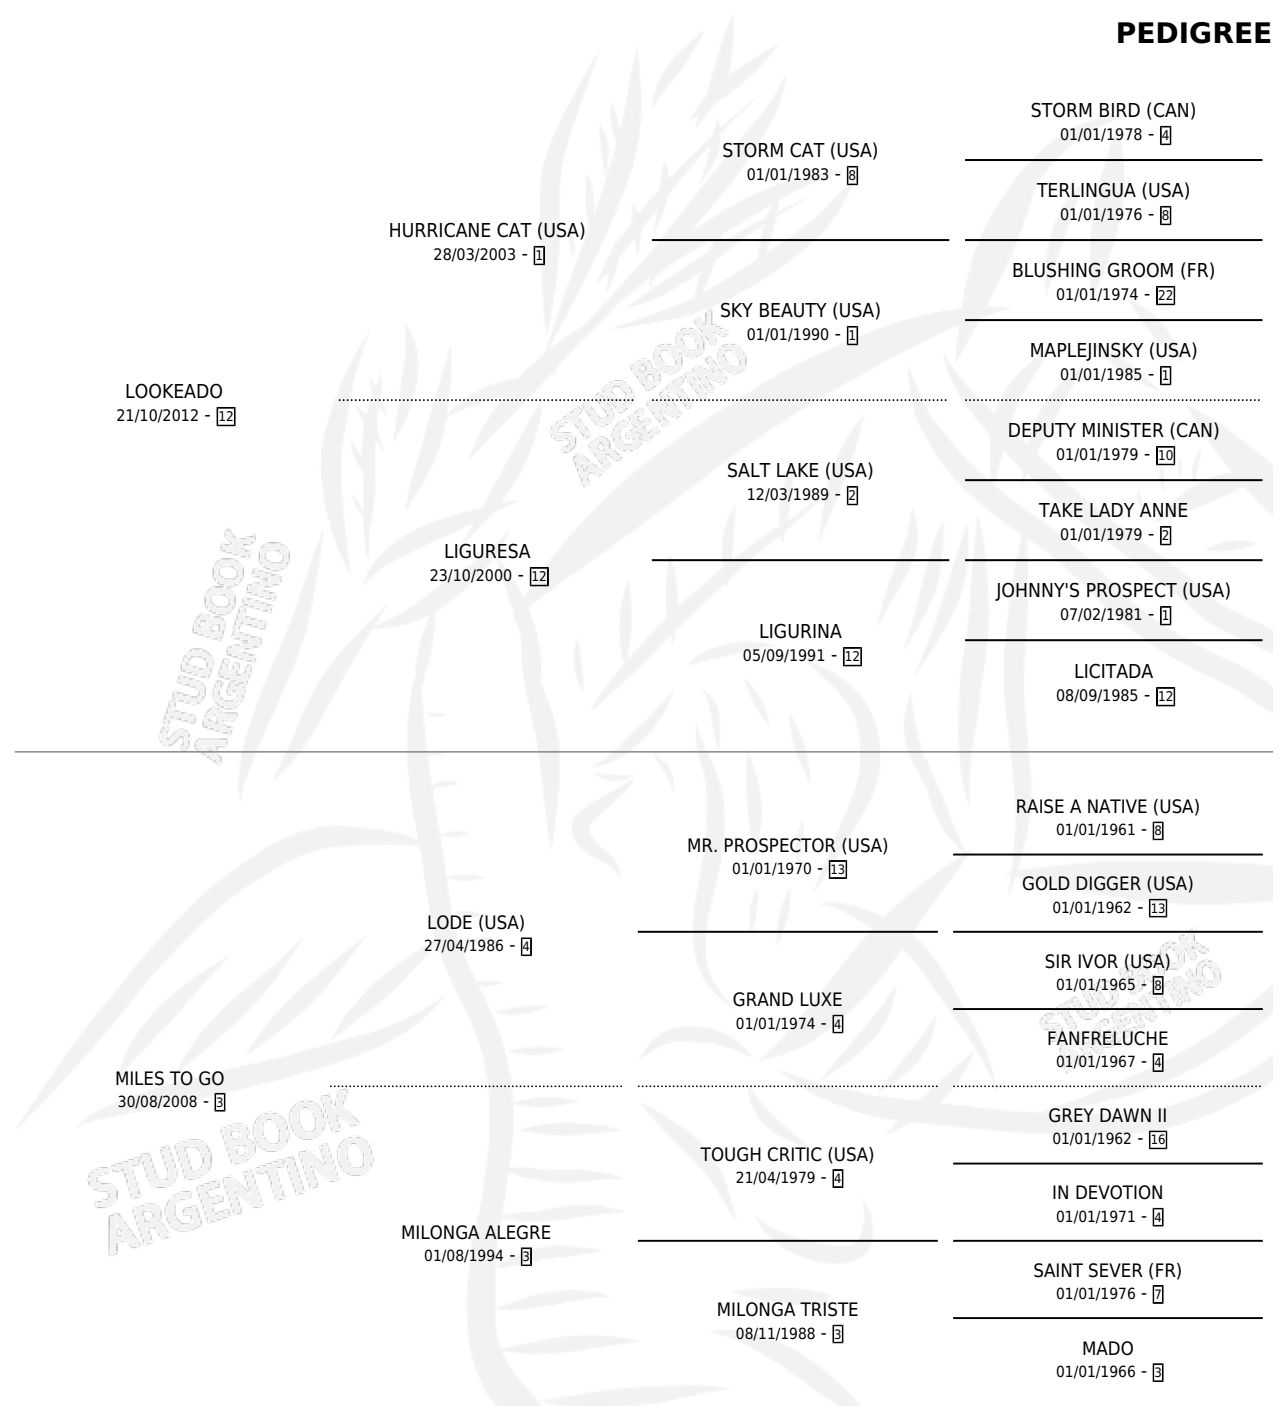 PEDIGREE
STORM BIRD (CAN)
01/01/1978 - 4
STORM CAT (USA)
01/01/1983 - 8
TERLINGUA (USA)
01/01/1976 - 8
HURRICANE CAT (USA)
28/03/2003 - 1
BLUSHING GROOM (FR)
01/01/1974 - 22
SKY BEAUTY (USA)
01/01/1990 - 1
MAPLEJINSKY (USA)
01/01/1985 - 1
LOOKEADO
21/10/2012 - 12
DEPUTY MINISTER (CAN)
01/01/1979 - 10
SALT LAKE (USA)
12/03/1989 - 2
TAKE LADY ANNE
01/01/1979 - 2
LIGURESA
23/10/2000 - 12
JOHNNY'S PROSPECT (USA)
07/02/1981 - 1
LIGURINA
05/09/1991 - 12
LICITADA
08/09/1985 - 12
RAISE A NATIVE (USA)
01/01/1961 - 8
MR. PROSPECTOR (USA)
01/01/1970 - 13
GOLD DIGGER (USA)
01/01/1962 - 13
LODE (USA)
27/04/1986 - 4
SIR IVOR (USA)
01/01/1965 - 8
GRAND LUXE
01/01/1974 - 4
FANFRELUCHE
01/01/1967 - 4
MILES TO GO
30/08/2008 - 3
GREY DAWN II
01/01/1962 - 16
TOUGH CRITIC (USA)
21/04/1979 - 4
IN DEVOTION
01/01/1971 - 4
MILONGA ALEGRE
01/08/1994 - 3
SAINT SEVER (FR)
01/01/1976 - 7
MILONGA TRISTE
08/11/1988 - 3
MADO
01/01/1966 - 3
STUD BOOK
ARGENTINO
STUD BOOK
ARGENTINO
STUD BOOK
ARGENTINO
STUD BOOK
ARGENTINO